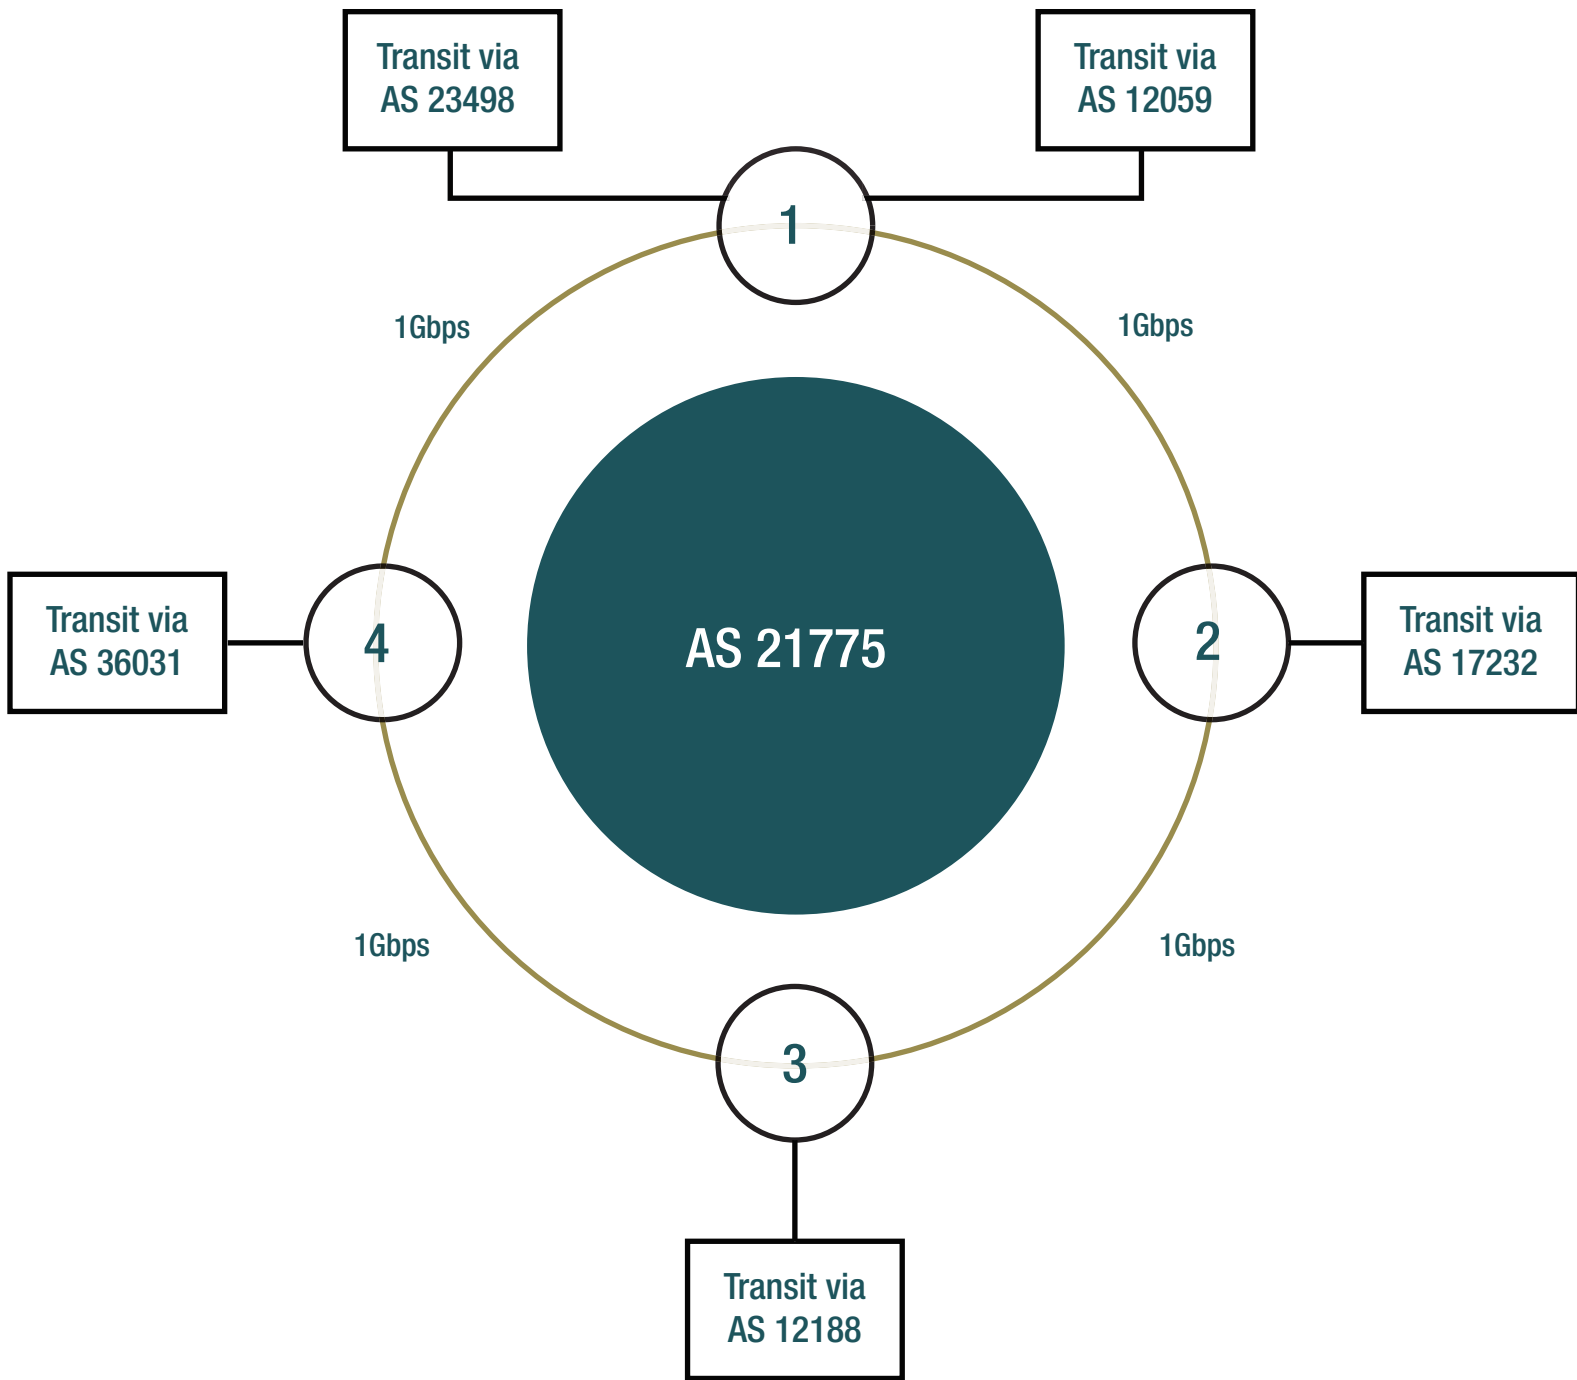 Transit via
AS 23498
Transit via
AS 12059
1
1Gbps
1Gbps
Transit via
AS 36031
4
AS 21775
2
Transit via
AS 17232
1Gbps
1Gbps
3
Transit via
AS 12188